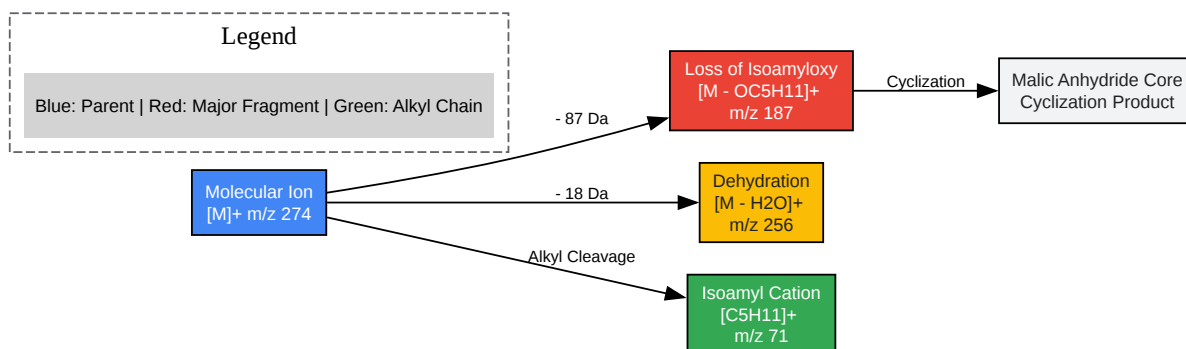 Legend
Blue: Parent | Red: Major Fragment | Green: Alkyl Chain
Molecular Ion
[M]+ m/z 274
- 87 Da
Loss of Isoamyloxy
[M - OC5H11]+
m/z 187
Cyclization
Malic Anhydride Core
Cyclization Product
- 18 Da
Dehydration
[M - H2O]+
m/z 256
Alkyl Cleavage
Isoamyl Cation
[C5H11]+
m/z 71